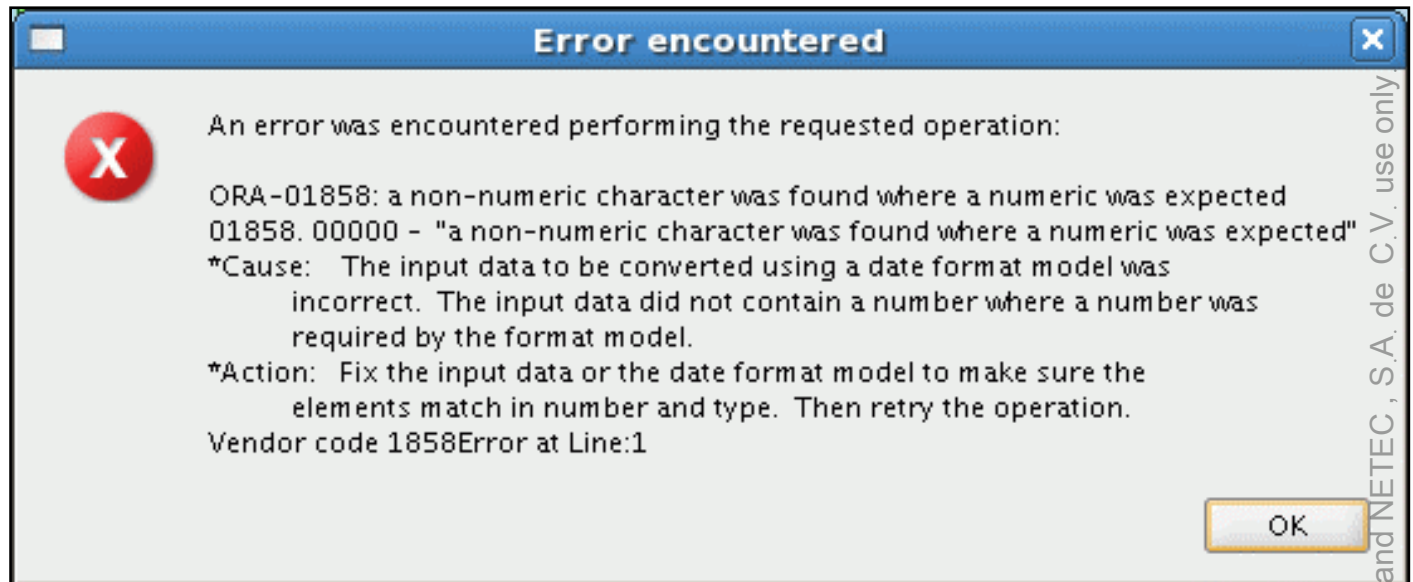 Error encountered
An error was encountered performing the requested operation:
ORA-01858: a non-numeric character was found where a numeric was expected
01858. 00000 - "a non-numeric character was found where a numeric was expected"
*Cause: The input data to be converted using a date format model was
incorrect. The input data did not contain a number where a number was
required by the format model.
*Action: Fix the input data or the date format model to make sure the
elements match in number and type. Then retry the operation.
Vendor code 1858Error at Line:1
OK
and NETEC , S.A. de C.V. use only.